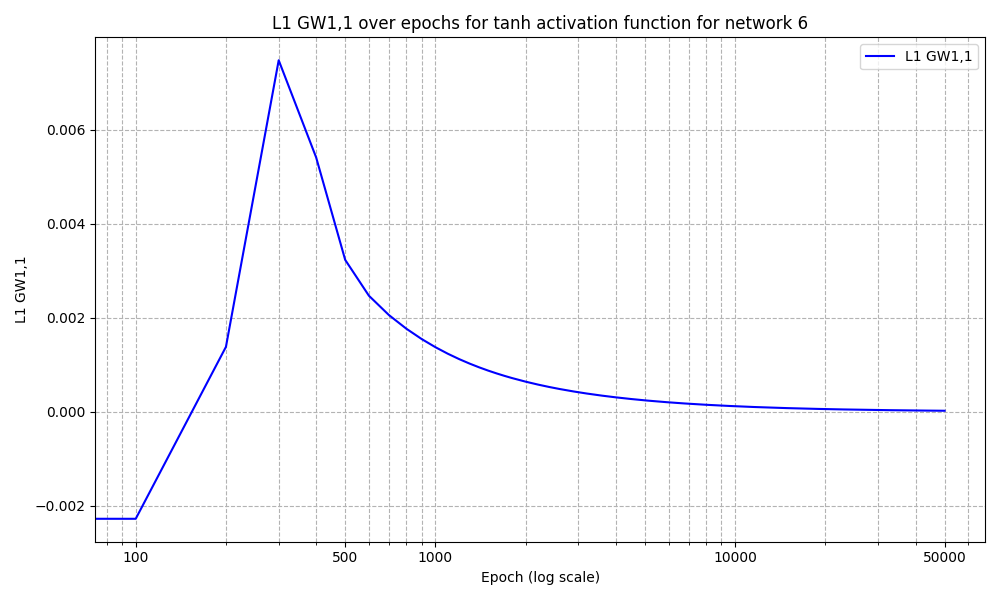 L1 GW1,1 over epochs for tanh activation function for network 6
L1 GW1,1
0.006
0.004
0.002
0.000
−0.002
L1 GW1,1
100
500
1000
10000
50000
Epoch (log scale)